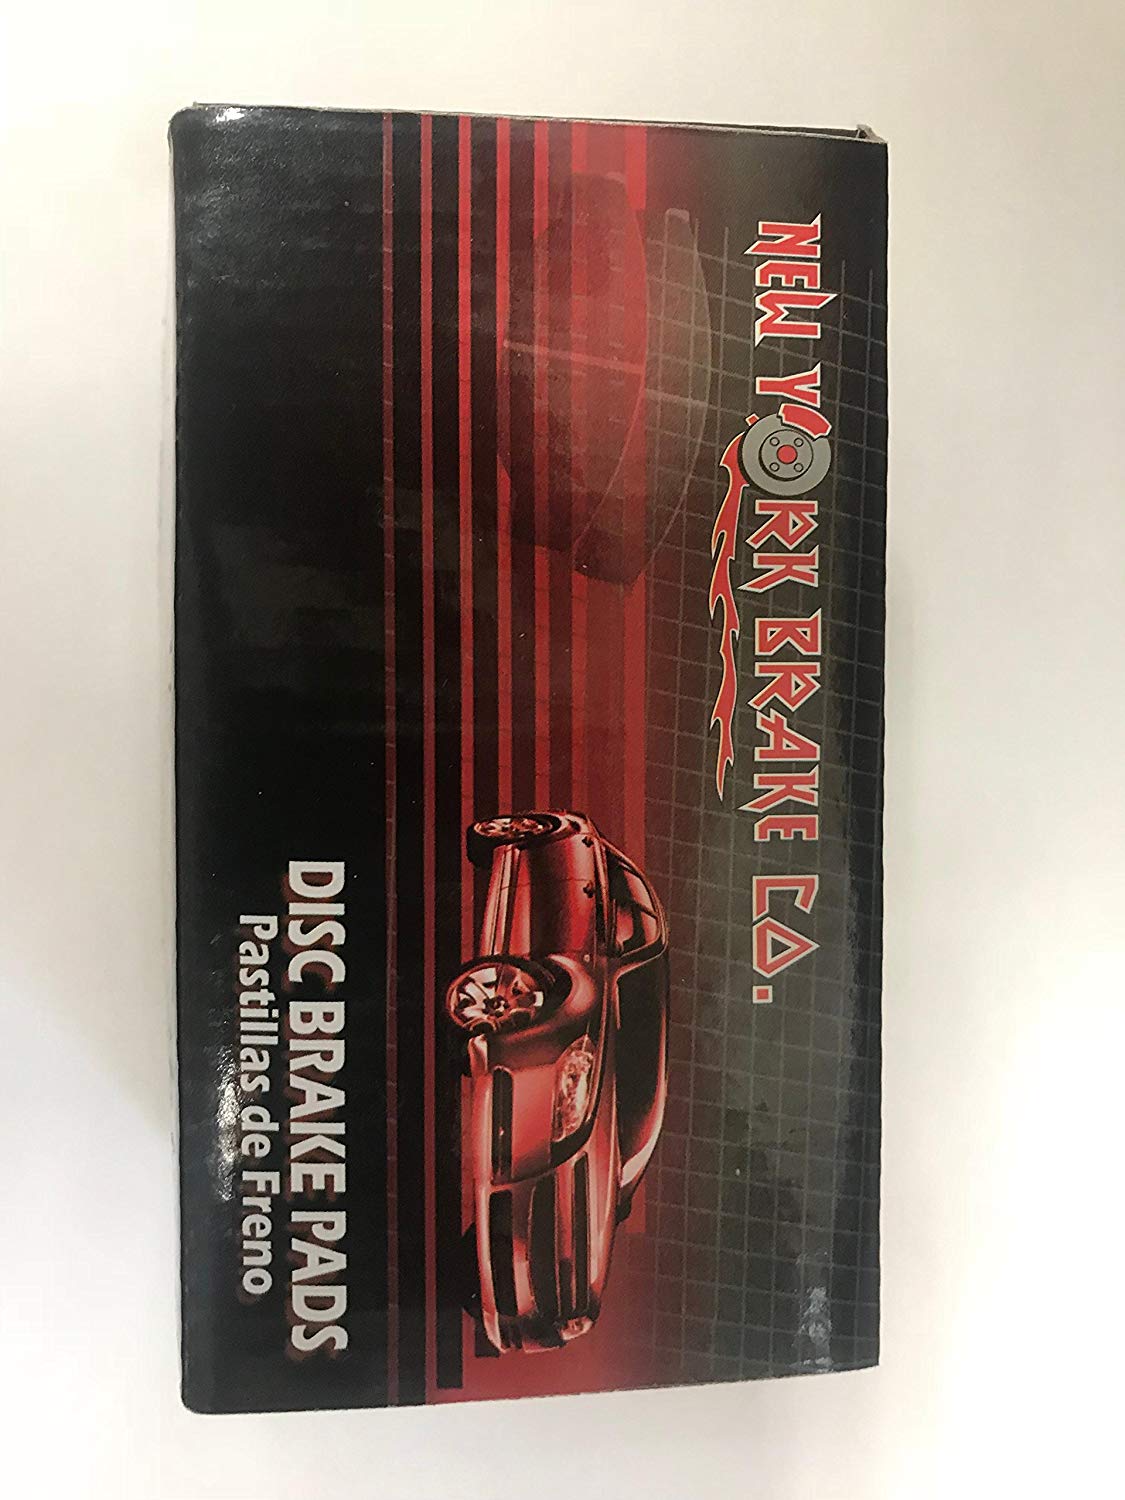 NEW YORK BRAKE CO.
DISC BRAKE PADS
Pastillas de Freno